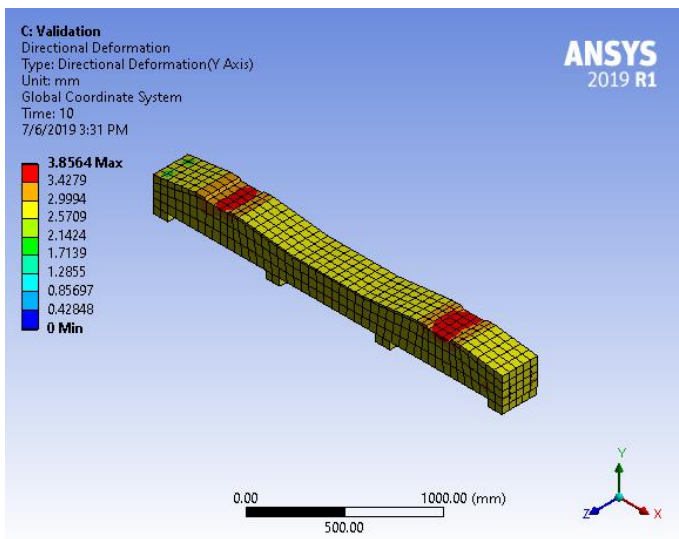 C: Validation
Directional Deformation
Type: Directional Deformation(Y Axis)
Unit: mm
Global Coordinate System
Time: 10
7/6/2019 3:31 PM
ANSYS
2019 R1
3.8564 Max
3.4279
2.9994
2.5709
2.1424
1.7139
1.2855
0.85697
0.42848
0 Min
0.00
1000.00 (mm)
500.00
Y
Z
X